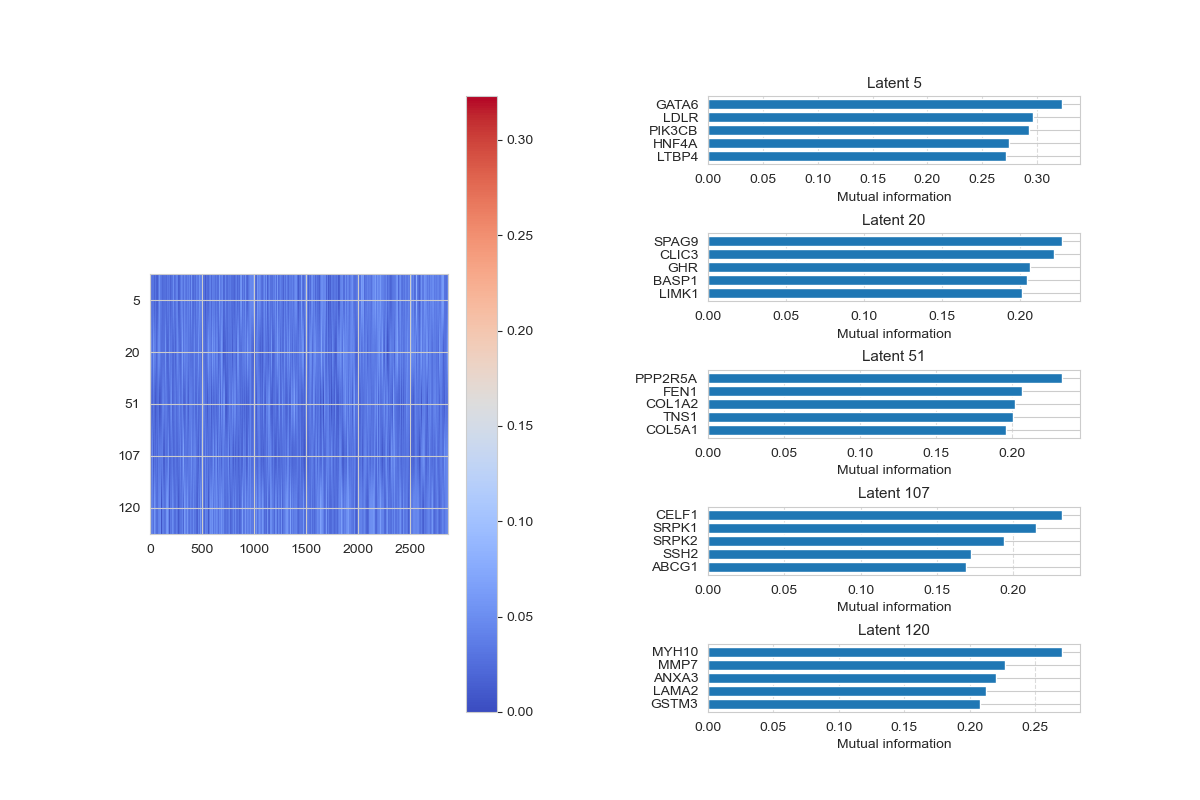 5
20
51
107
120
0 500 1000 1500 2000 2500
0.30
0.25
0.20
0.15
0.10
0.05
0.00
Latent 5
GATA6
LDLR
PIK3CB
HNF4A
LTBP4
0.00 0.05 0.10 0.15 0.20 0.25 0.30
Mutual information
Latent 20
SPAG9
CLIC3
GHR
BASP1
LIMK1
0.00 0.05 0.10 0.15 0.20
Mutual information
Latent 51
PPP2R5A
FEN1
COL1A2
TNS1
COL5A1
0.00 0.05 0.10 0.15 0.20
Mutual information
Latent 107
CELF1
SRPK1
SRPK2
SSH2
ABCG1
0.00 0.05 0.10 0.15 0.20
Mutual information
Latent 120
MYH10
MMP7
ANXA3
LAMA2
GSTM3
0.00 0.05 0.10 0.15 0.20 0.25
Mutual information